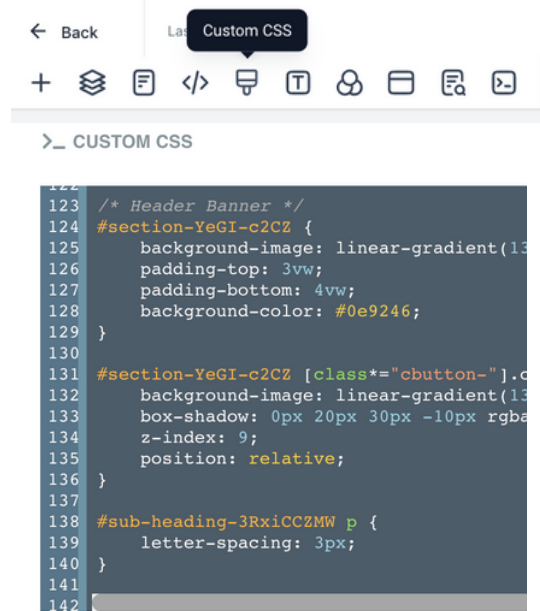 Back
Las
Custom CSS
CUSTOM CSS
122
123 /* Header Banner */
124 #section-YeGI-c2CZ {
125 background-image: linear-gradient(13
126 padding-top: 3vw;
127 padding-bottom: 4vw;
128 background-color: #0e9246;
129 }
130
131 #section-YeGI-c2CZ [class*="cbutton-"].c
132 background-image: linear-gradient(13
133 box-shadow: 0px 20px 30px -10px rgba
134 z-index: 9;
135 position: relative;
136 }
137
138 #sub-heading-3RxiCCZMW p {
139 letter-spacing: 3px;
140 }
141
142